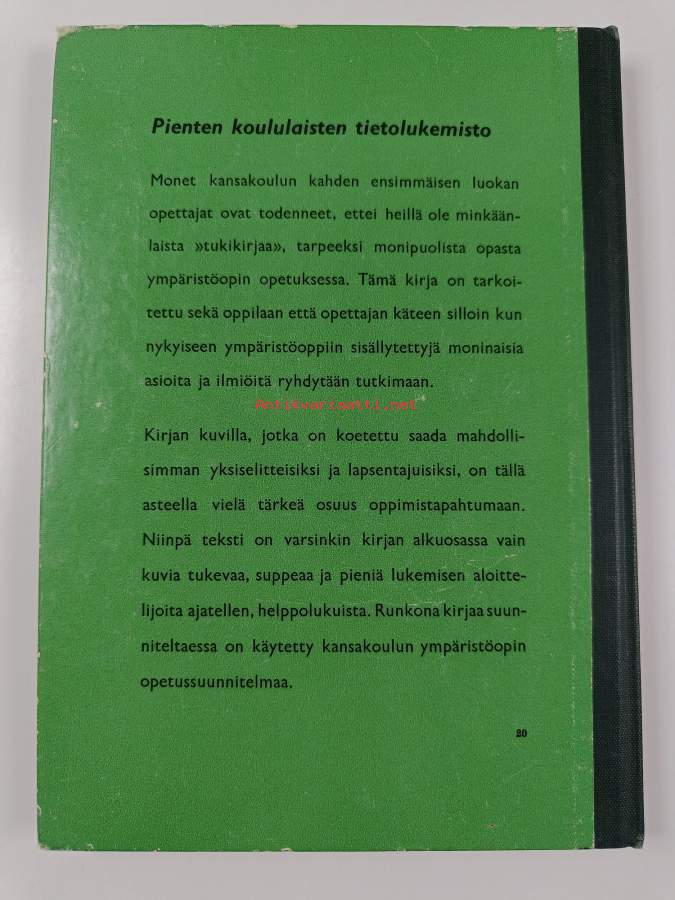 Pienten koululaisten tietolukemisto
Monet kansakoulun kahden ensimmäisen luokan
opettajat ovat todenneet, ettei heillä ole minkään-
laista »tukikirjaa», tarpeeksi monipuolista opasta
ympäristöopin opetuksessa. Tämä kirja on tarkoi-
tettu sekä oppilaan että opettajan käteen silloin kun
nykyiseen ympäristöoppiin sisällytettyjä moninaisia
asioita ja ilmiöitä ryhdytään tutkimaan.
Antikvariaatti.net
Kirjan kuvilla, jotka on koetettu saada mahdolli-
simman yksiselitteisiksi ja lapsentajuisiksi, on tällä
asteella vielä tärkeä osuus oppimistapahtumaan.
Niinpä teksti on varsinkin kirjan alkuosassa vain
kuvia tukevaa, suppeaa ja pieniä lukemisen aloitte-
lijoita ajatellen, helppolukuista. Runkona kirjaa suun-
niteltaessa on käytetty kansakoulun ympäristöopin
opetussuunnitelmaa.
20